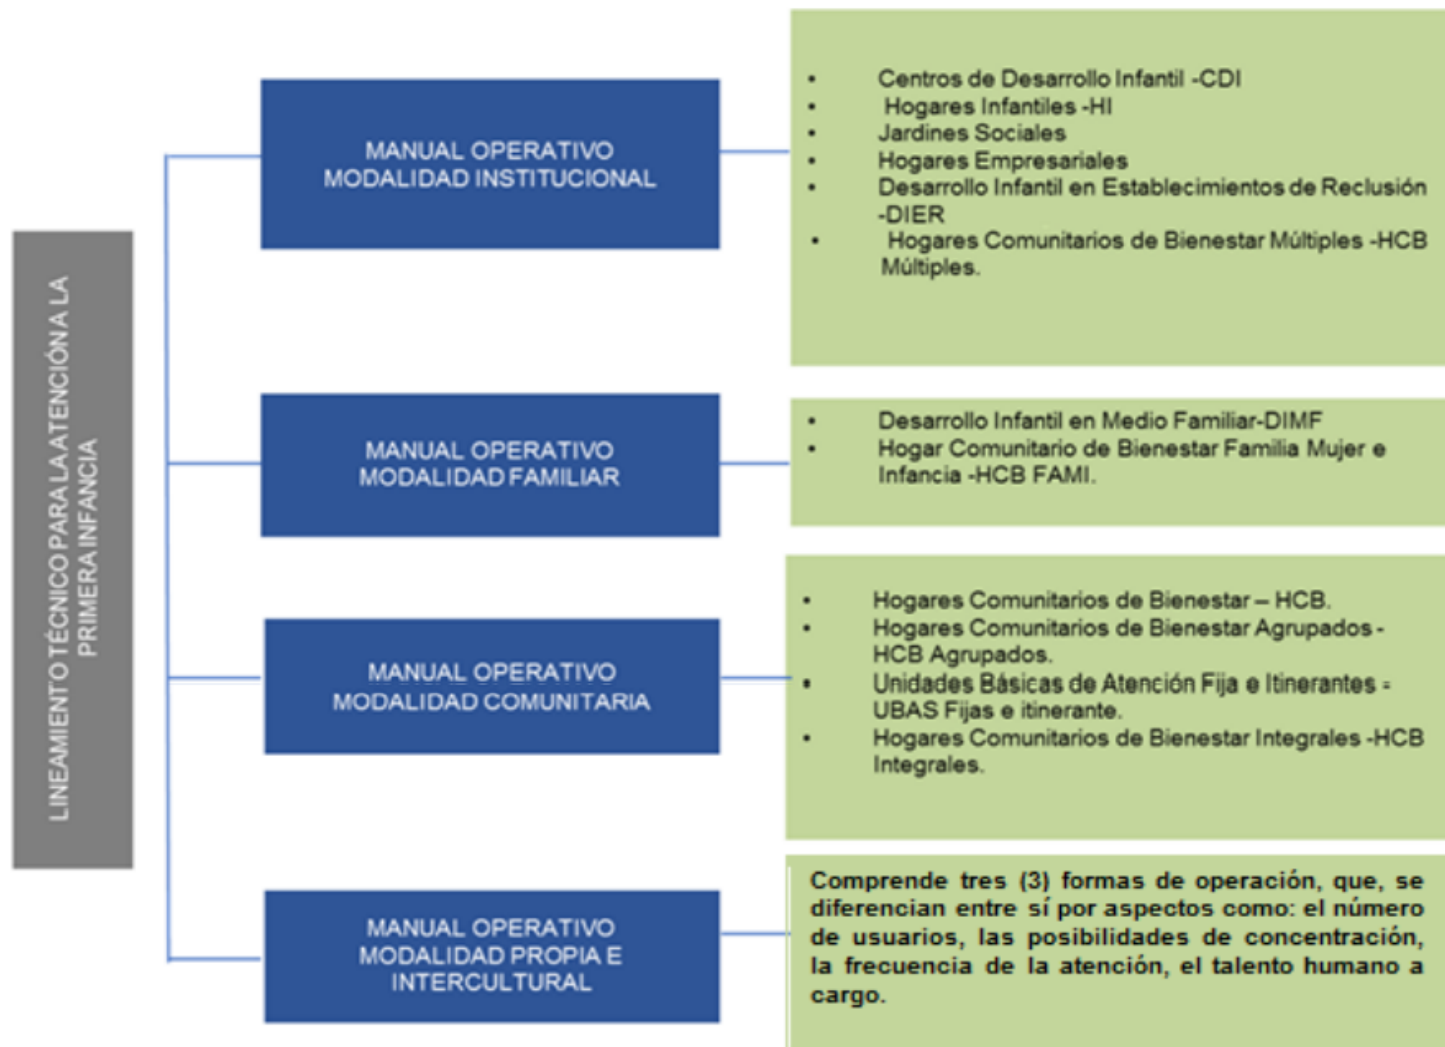 LINEAMIENTO TÉCNICO PARA LA ATENCIÓN A LA
PRIMERA INFANCIA
MANUAL OPERATIVO
MODALIDAD INSTITUCIONAL
• Centros de Desarrollo Infantil -CDI
• Hogares Infantiles -HI
• Jardines Sociales
• Hogares Empresariales
• Desarrollo Infantil en Establecimientos de Reclusión
-DIER
• Hogares Comunitarios de Bienestar Múltiples -HCB
Múltiples.
MANUAL OPERATIVO
MODALIDAD FAMILIAR
• Desarrollo Infantil en Medio Familiar-DIMF
• Hogar Comunitario de Bienestar Familia Mujer e
Infancia -HCB FAMI.
MANUAL OPERATIVO
MODALIDAD COMUNITARIA
• Hogares Comunitarios de Bienestar – HCB.
• Hogares Comunitarios de Bienestar Agrupados -
HCB Agrupados.
• Unidades Básicas de Atención Fija e Itinerantes -
UBAS Fijas e itinerante.
• Hogares Comunitarios de Bienestar Integrales -HCB
Integrales.
MANUAL OPERATIVO
MODALIDAD PROPIA E
INTERCULTURAL
Comprende tres (3) formas de operación, que, se
diferencian entre sí por aspectos como: el número
de usuarios, las posibilidades de concentración,
la frecuencia de la atención, el talento humano a
cargo.